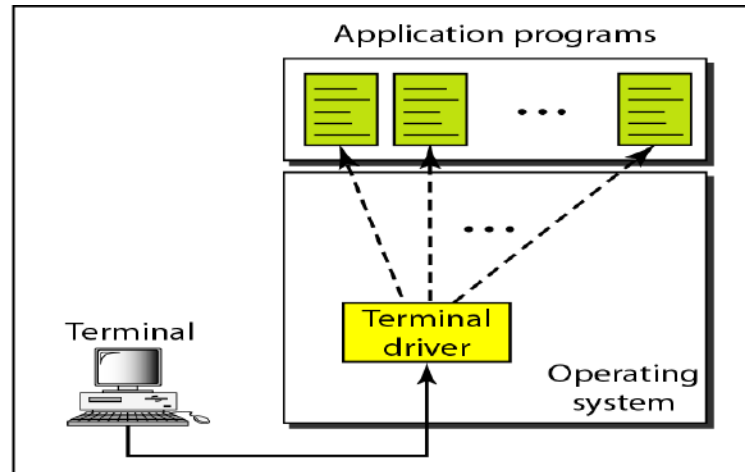 Application programs
Terminal
Terminal
driver
Operating
system